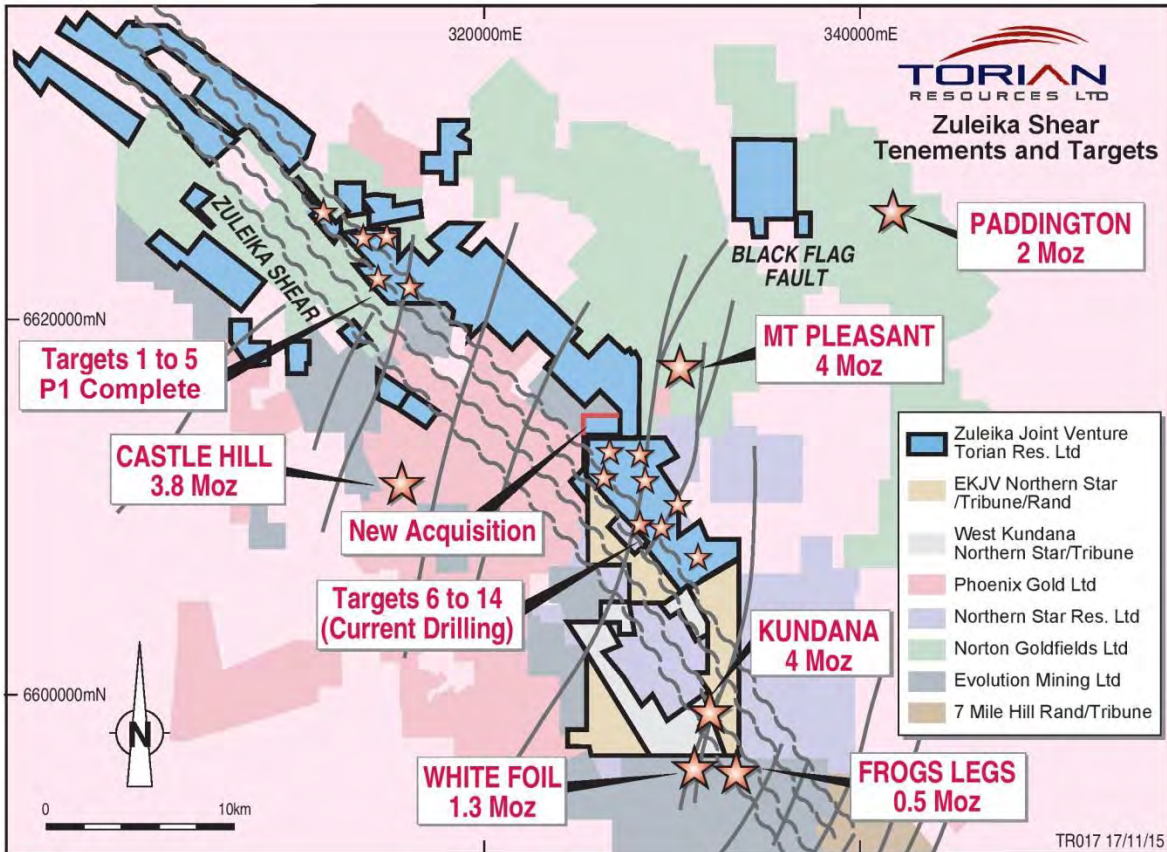 320000mE
340000mE
TORIAN
RESOURCES LTD
Zuleika Shear
Tenements and Targets
ZULEIKA SHEAR
BLACK FLAG
FAULT
PADDINGTON
2 Moz
6620000mN
MT PLEASANT
4 Moz
Targets 1 to 5
P1 Complete
CASTLE HILL
3.8 Moz
New Acquisition
Targets 6 to 14
(Current Drilling)
KUNDANA
4 Moz
Zuleika Joint Venture
Torian Res. Ltd
EKJV Northern Star
/Tribune/Rand
West Kundana
Northern Star/Tribune
Phoenix Gold Ltd
Northern Star Res. Ltd
Norton Goldfields Ltd
Evolution Mining Ltd
7 Mile Hill Rand/Tribune
6600000mN
N
WHITE FOIL
1.3 Moz
FROGS LEGS
0.5 Moz
0 10km
TR017 17/11/15